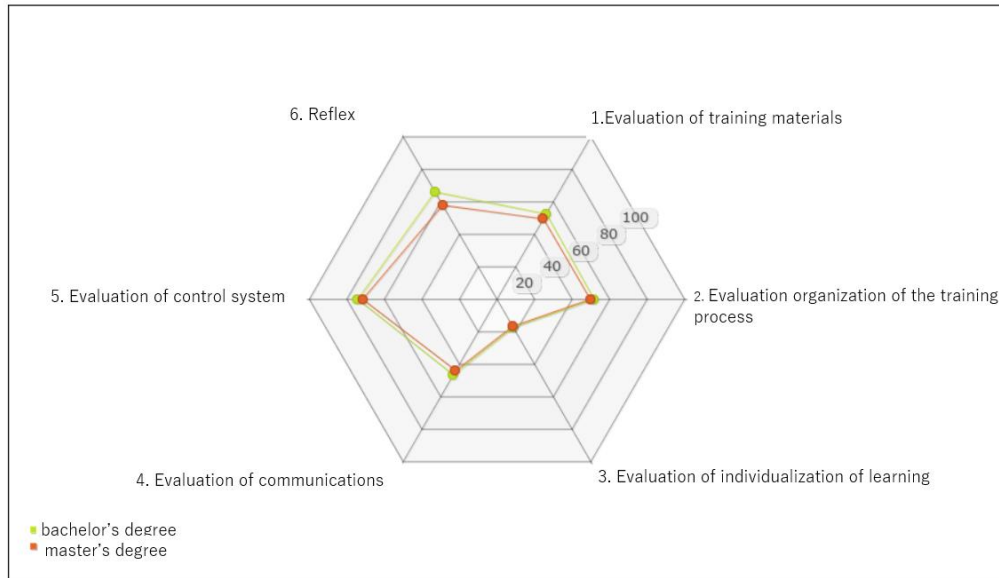 6. Reflex
1.Evaluation of training materials
100
80
60
40
20
5. Evaluation of control system
2. Evaluation organization of the training
process
4. Evaluation of communications
3. Evaluation of individualization of learning
bachelor's degree
master's degree